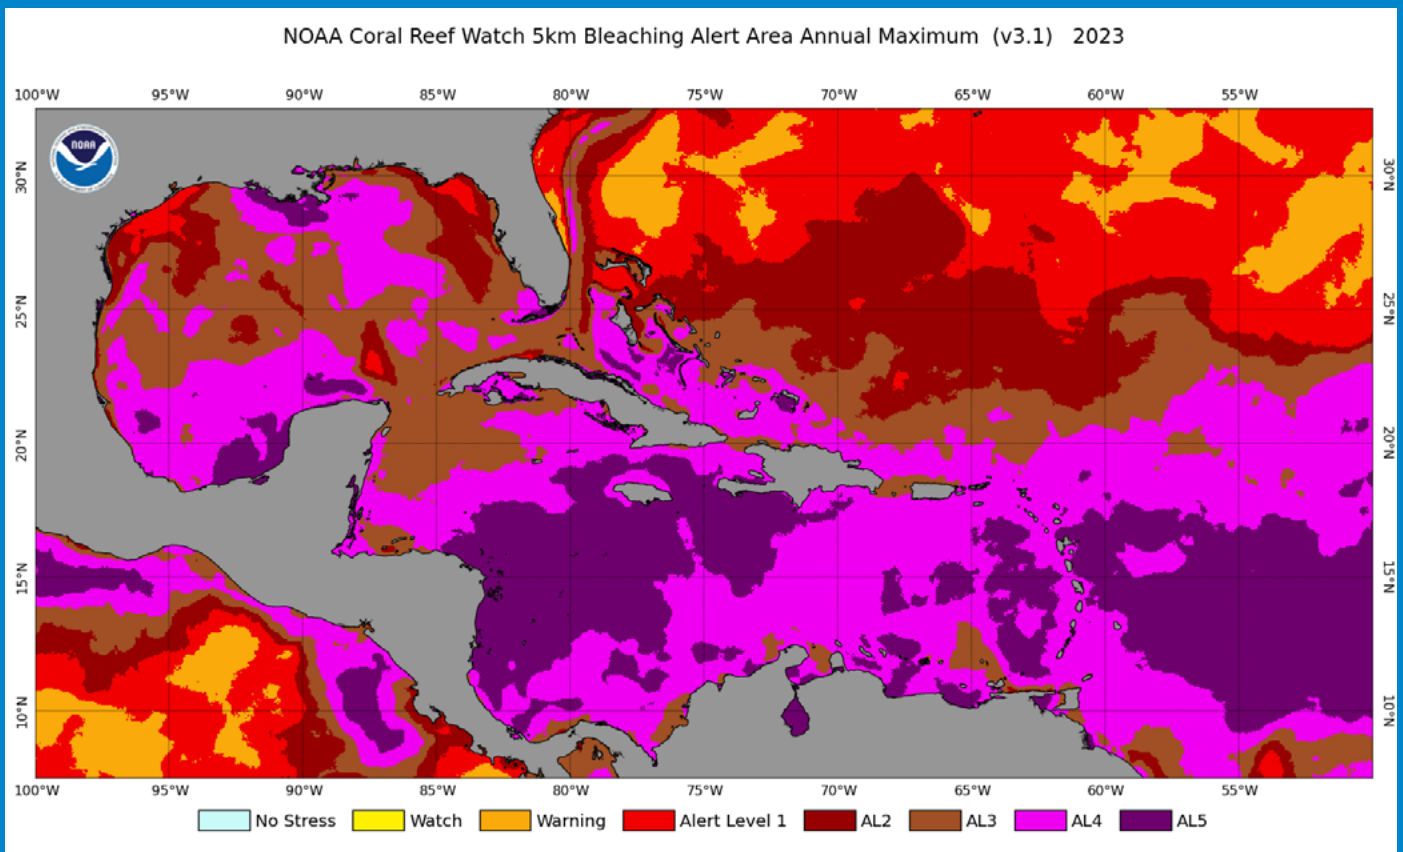 NOAA Coral Reef Watch 5km Bleaching Alert Area Annual Maximum (v3.1) 2023
100°W 95°W 90°W 85°W 80°W 75°W 70°W 65°W 60°W 55°W
NOAA
30°N 30°N
25°N 25°N
20°N 20°N
15°N 15°N
10°N 10°N
100°W 95°W 90°W 85°W 80°W 75°W 70°W 65°W 60°W 55°W
No Stress Watch Warning Alert Level 1 AL2 AL3 AL4 AL5